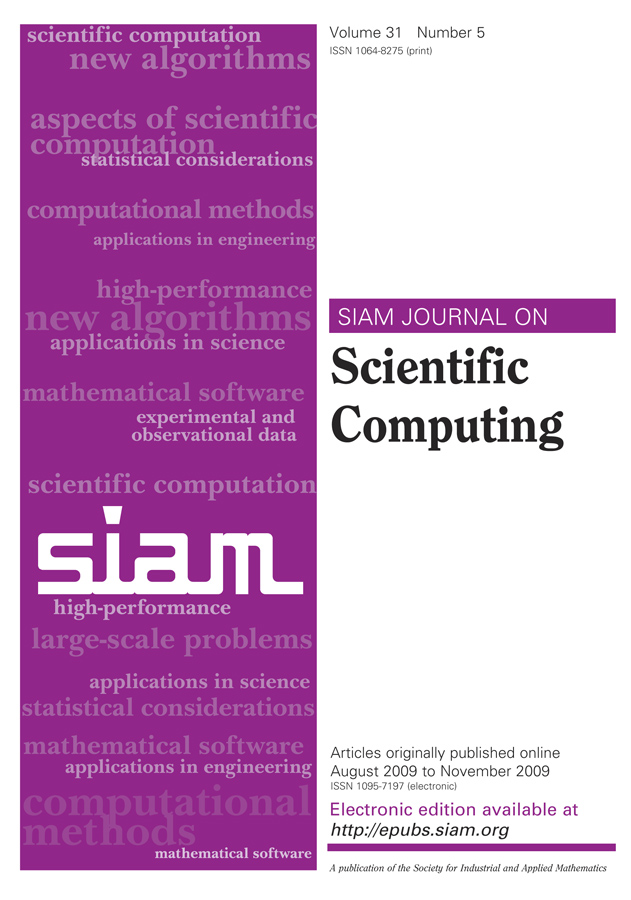 scientific computation
new algorithms
aspects of scientific
computation
statistical considerations
computational methods
applications in engineering
high-performance
new algorithms
applications in science
mathematical software
experimental and
observational data
scientific computation
siam
high-performance
large-scale problems
applications in science
statistical considerations
mathematical software
applications in engineering
computational
methods
mathematical software
Volume 31 Number 5
ISSN 1064-8275 (print)
SIAM JOURNAL ON
Scientific
Computing
Articles originally published online
August 2009 to November 2009
ISSN 1095-7197 (electronic)
Electronic edition available at
http://epubs.siam.org
A publication of the Society for Industrial and Applied Mathematics